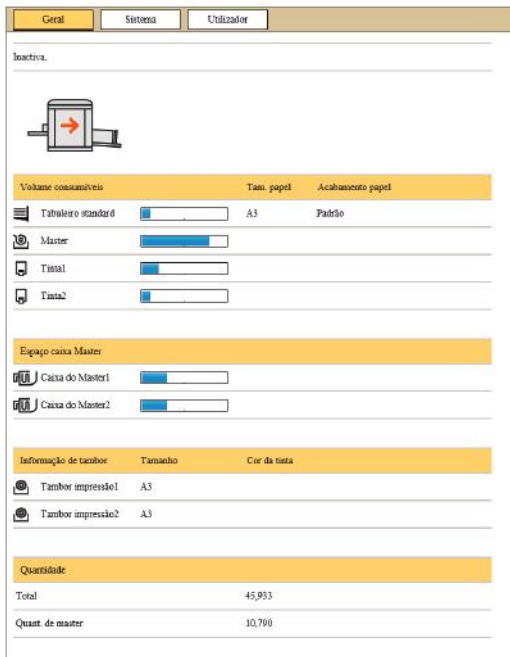 Geral Sistema Utilizador
Inactiva.
Volume consumíveis Tam. papel Acabamento papel
Tabuleiro standard A3 Padrão
Master
Tinta1
Tinta2
Espaço caixa Master
Caixa do Master1
Caixa do Master2
Informação de tambor Tamanho Cor da tinta
Tambor impressão1 A3
Tambor impressão2 A3
Quantidade
Total 45,933
Quant. de master 10,790